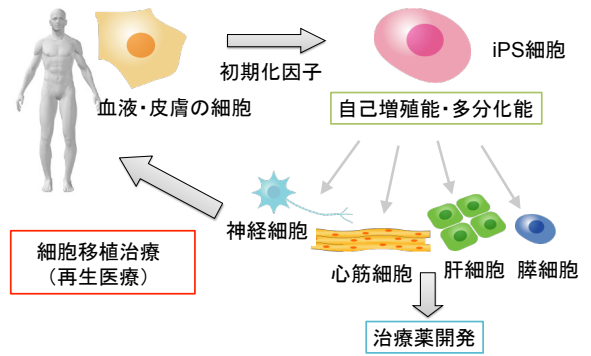 血液・皮膚の細胞
初期化因子
iPS細胞
自己増殖能・多分化能
神経細胞
心筋細胞
肝細胞
膵細胞
細胞移植治療
（再生医療）
治療薬開発